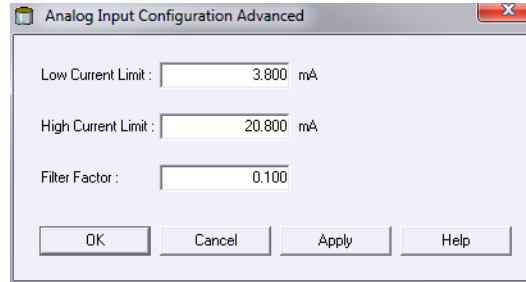 Analog Input Configuration Advanced
Low Current Limit : 3.800 mA
High Current Limit : 20.800 mA
Filter Factor : 0.100
OK Cancel Apply Help